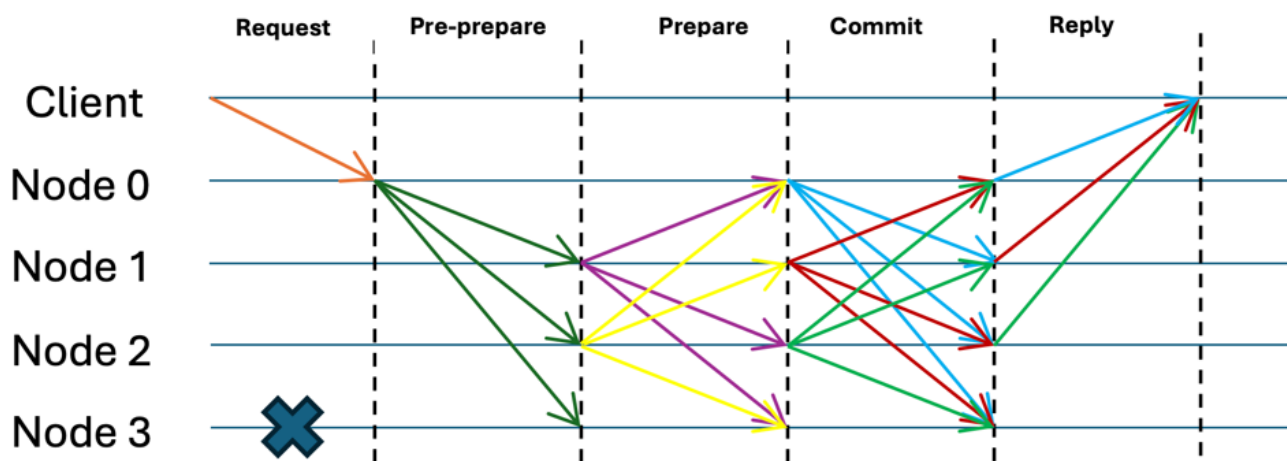 Request Pre-prepare Prepare Commit Reply
Client
Node 0
Node 1
Node 2
Node 3